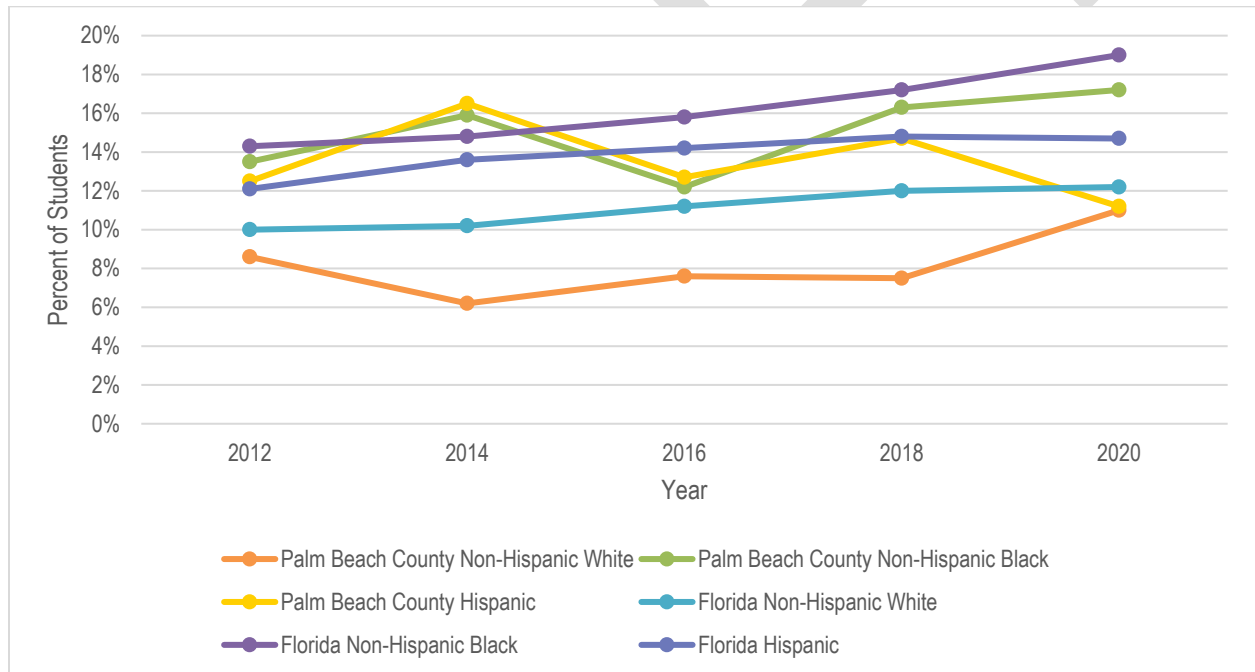 20%
18%
16%
14%
12%
10%
8%
6%
4%
2%
0%
Percent of Students
2012 2014 2016 2018 2020
Year
Palm Beach County Non-Hispanic White Palm Beach County Non-Hispanic Black
Palm Beach County Hispanic Florida Non-Hispanic White
Florida Non-Hispanic Black Florida Hispanic